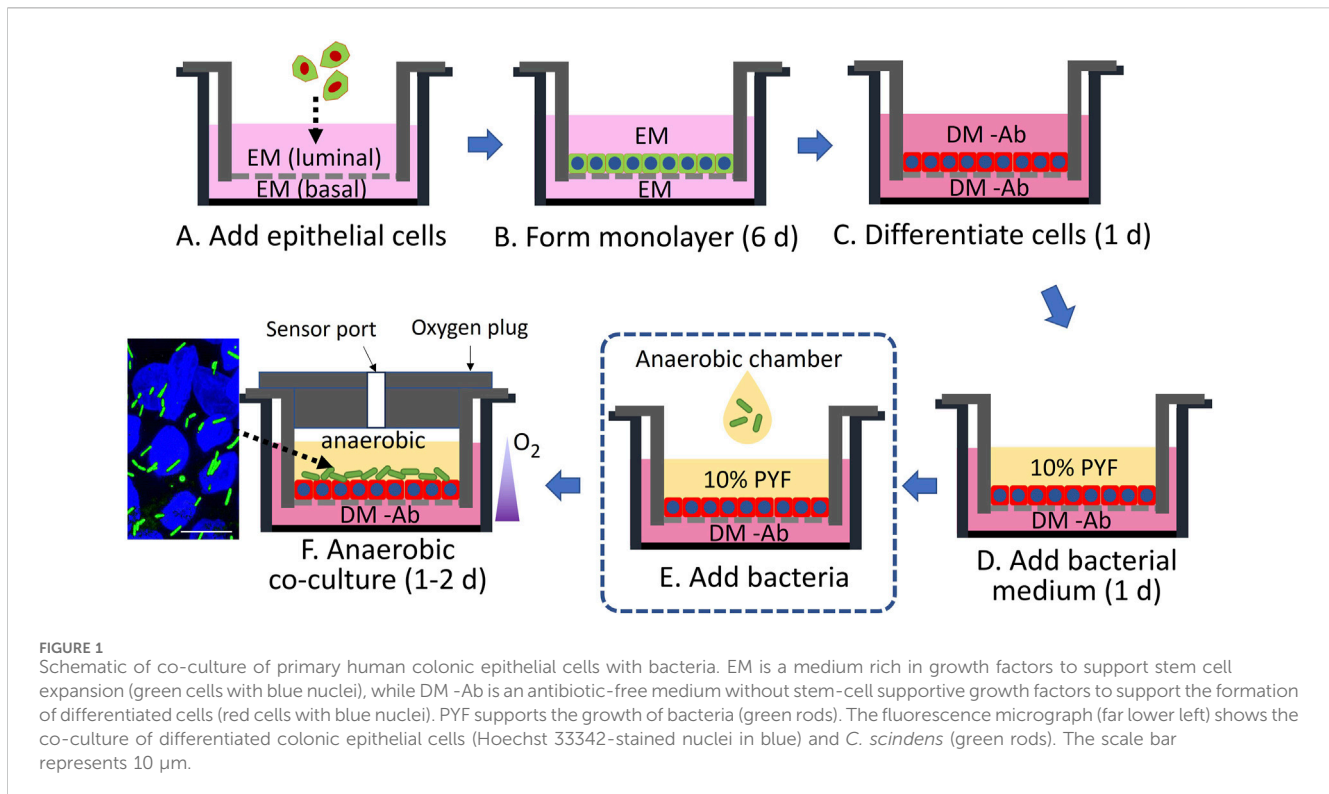 EM (luminal)
EM (basal)
A. Add epithelial cells
EM
EM
B. Form monolayer (6 d)
DM -Ab
DM -Ab
C. Differentiate cells (1 d)
10% PYF
DM -Ab
D. Add bacterial
medium (1 d)
Anaerobic chamber
10% PYF
DM -Ab
E. Add bacteria
Sensor port
Oxygen plug
anaerobic
O₂
DM -Ab
F. Anaerobic
co-culture (1-2 d)
FIGURE 1
Schematic of co-culture of primary human colonic epithelial cells with bacteria. EM is a medium rich in growth factors to support stem cell
expansion (green cells with blue nuclei), while DM -Ab is an antibiotic-free medium without stem-cell supportive growth factors to support the formation
of differentiated cells (red cells with blue nuclei). PYF supports the growth of bacteria (green rods). The fluorescence micrograph (far lower left) shows the
co-culture of differentiated colonic epithelial cells (Hoechst 33342-stained nuclei in blue) and C. scindens (green rods). The scale bar
represents 10 µm.